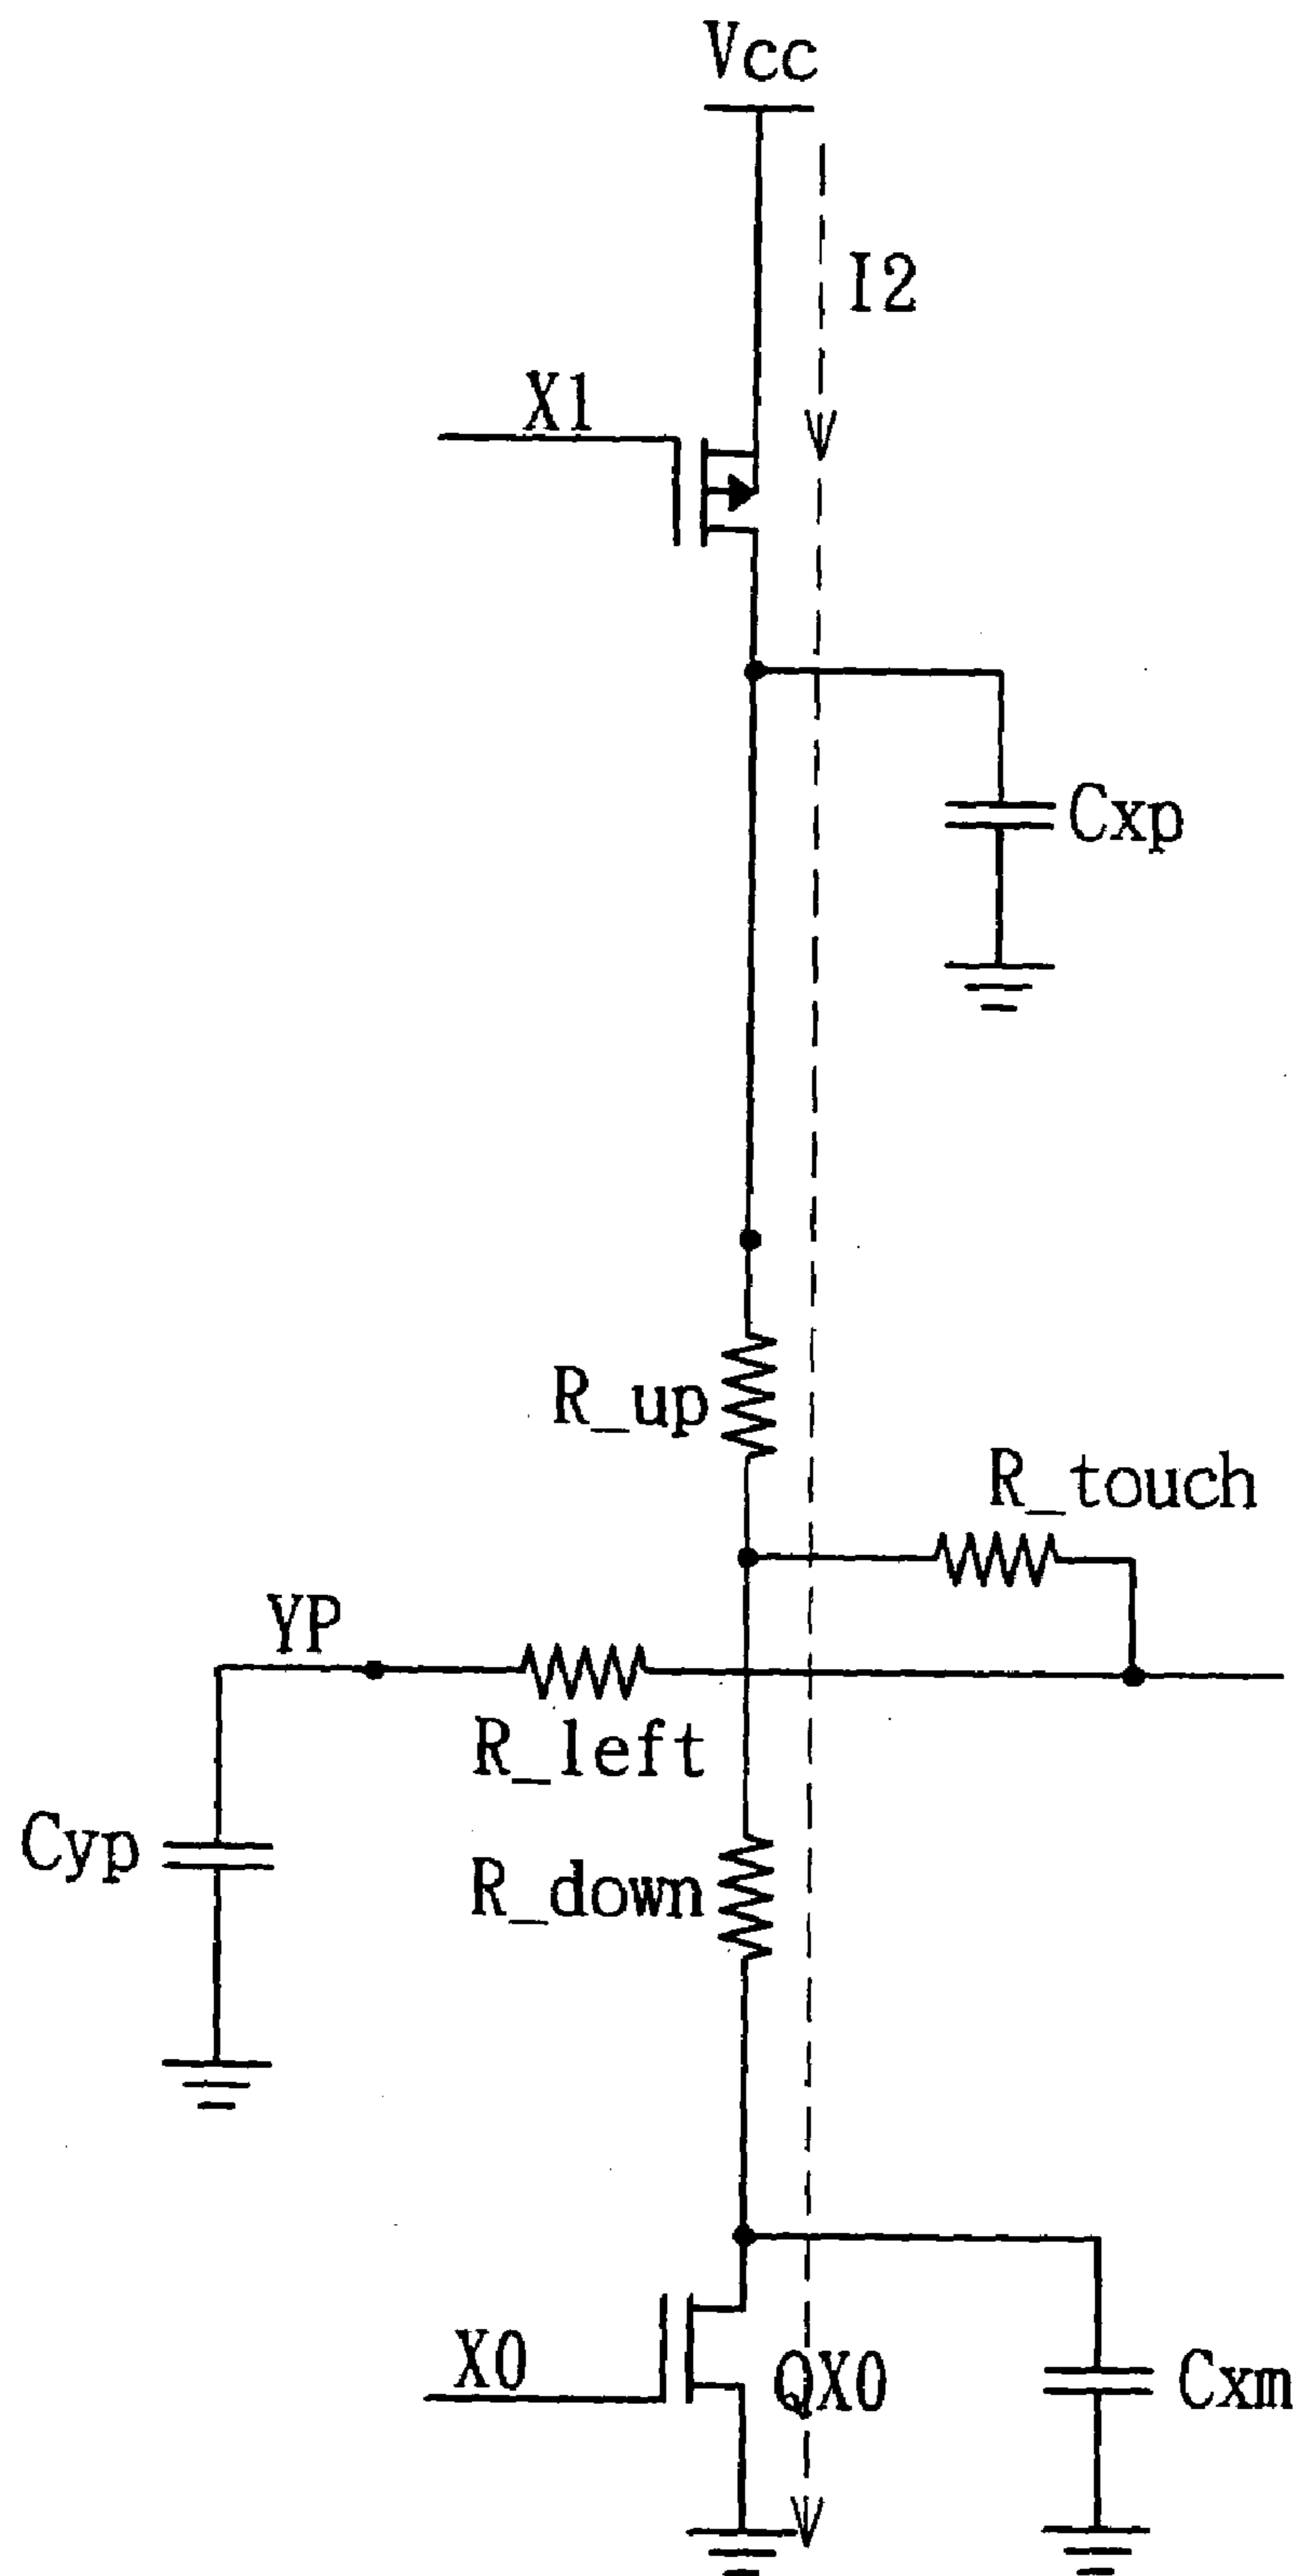 Vcc
I2
X1
Cxp
R_up
R_touch
YP
R_left
Cyp
R_down
X0
QX0
Cxm